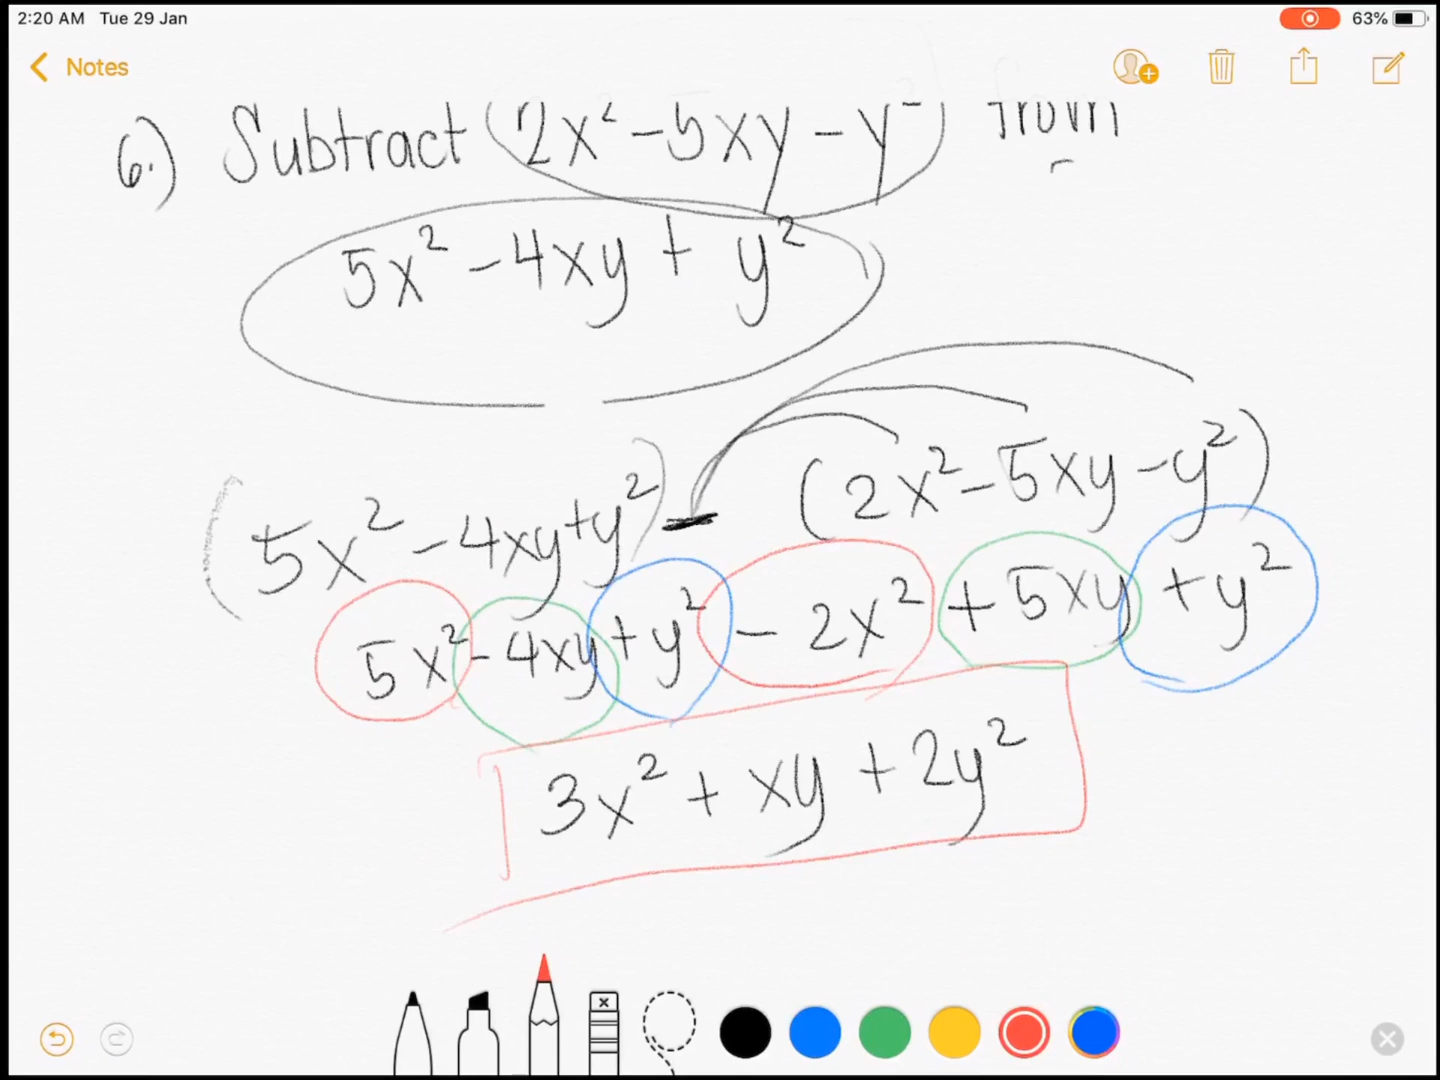 2:20 AM Tue 29 Jan 63%
Notes
6.) Subtract (2x² - 5xy - y²) from
5x² - 4xy + y²
(5x² - 4xy + y²) - (2x² - 5xy - y²)
5x² - 4xy + y² - 2x² + 5xy + y²
3x² + xy + 2y²